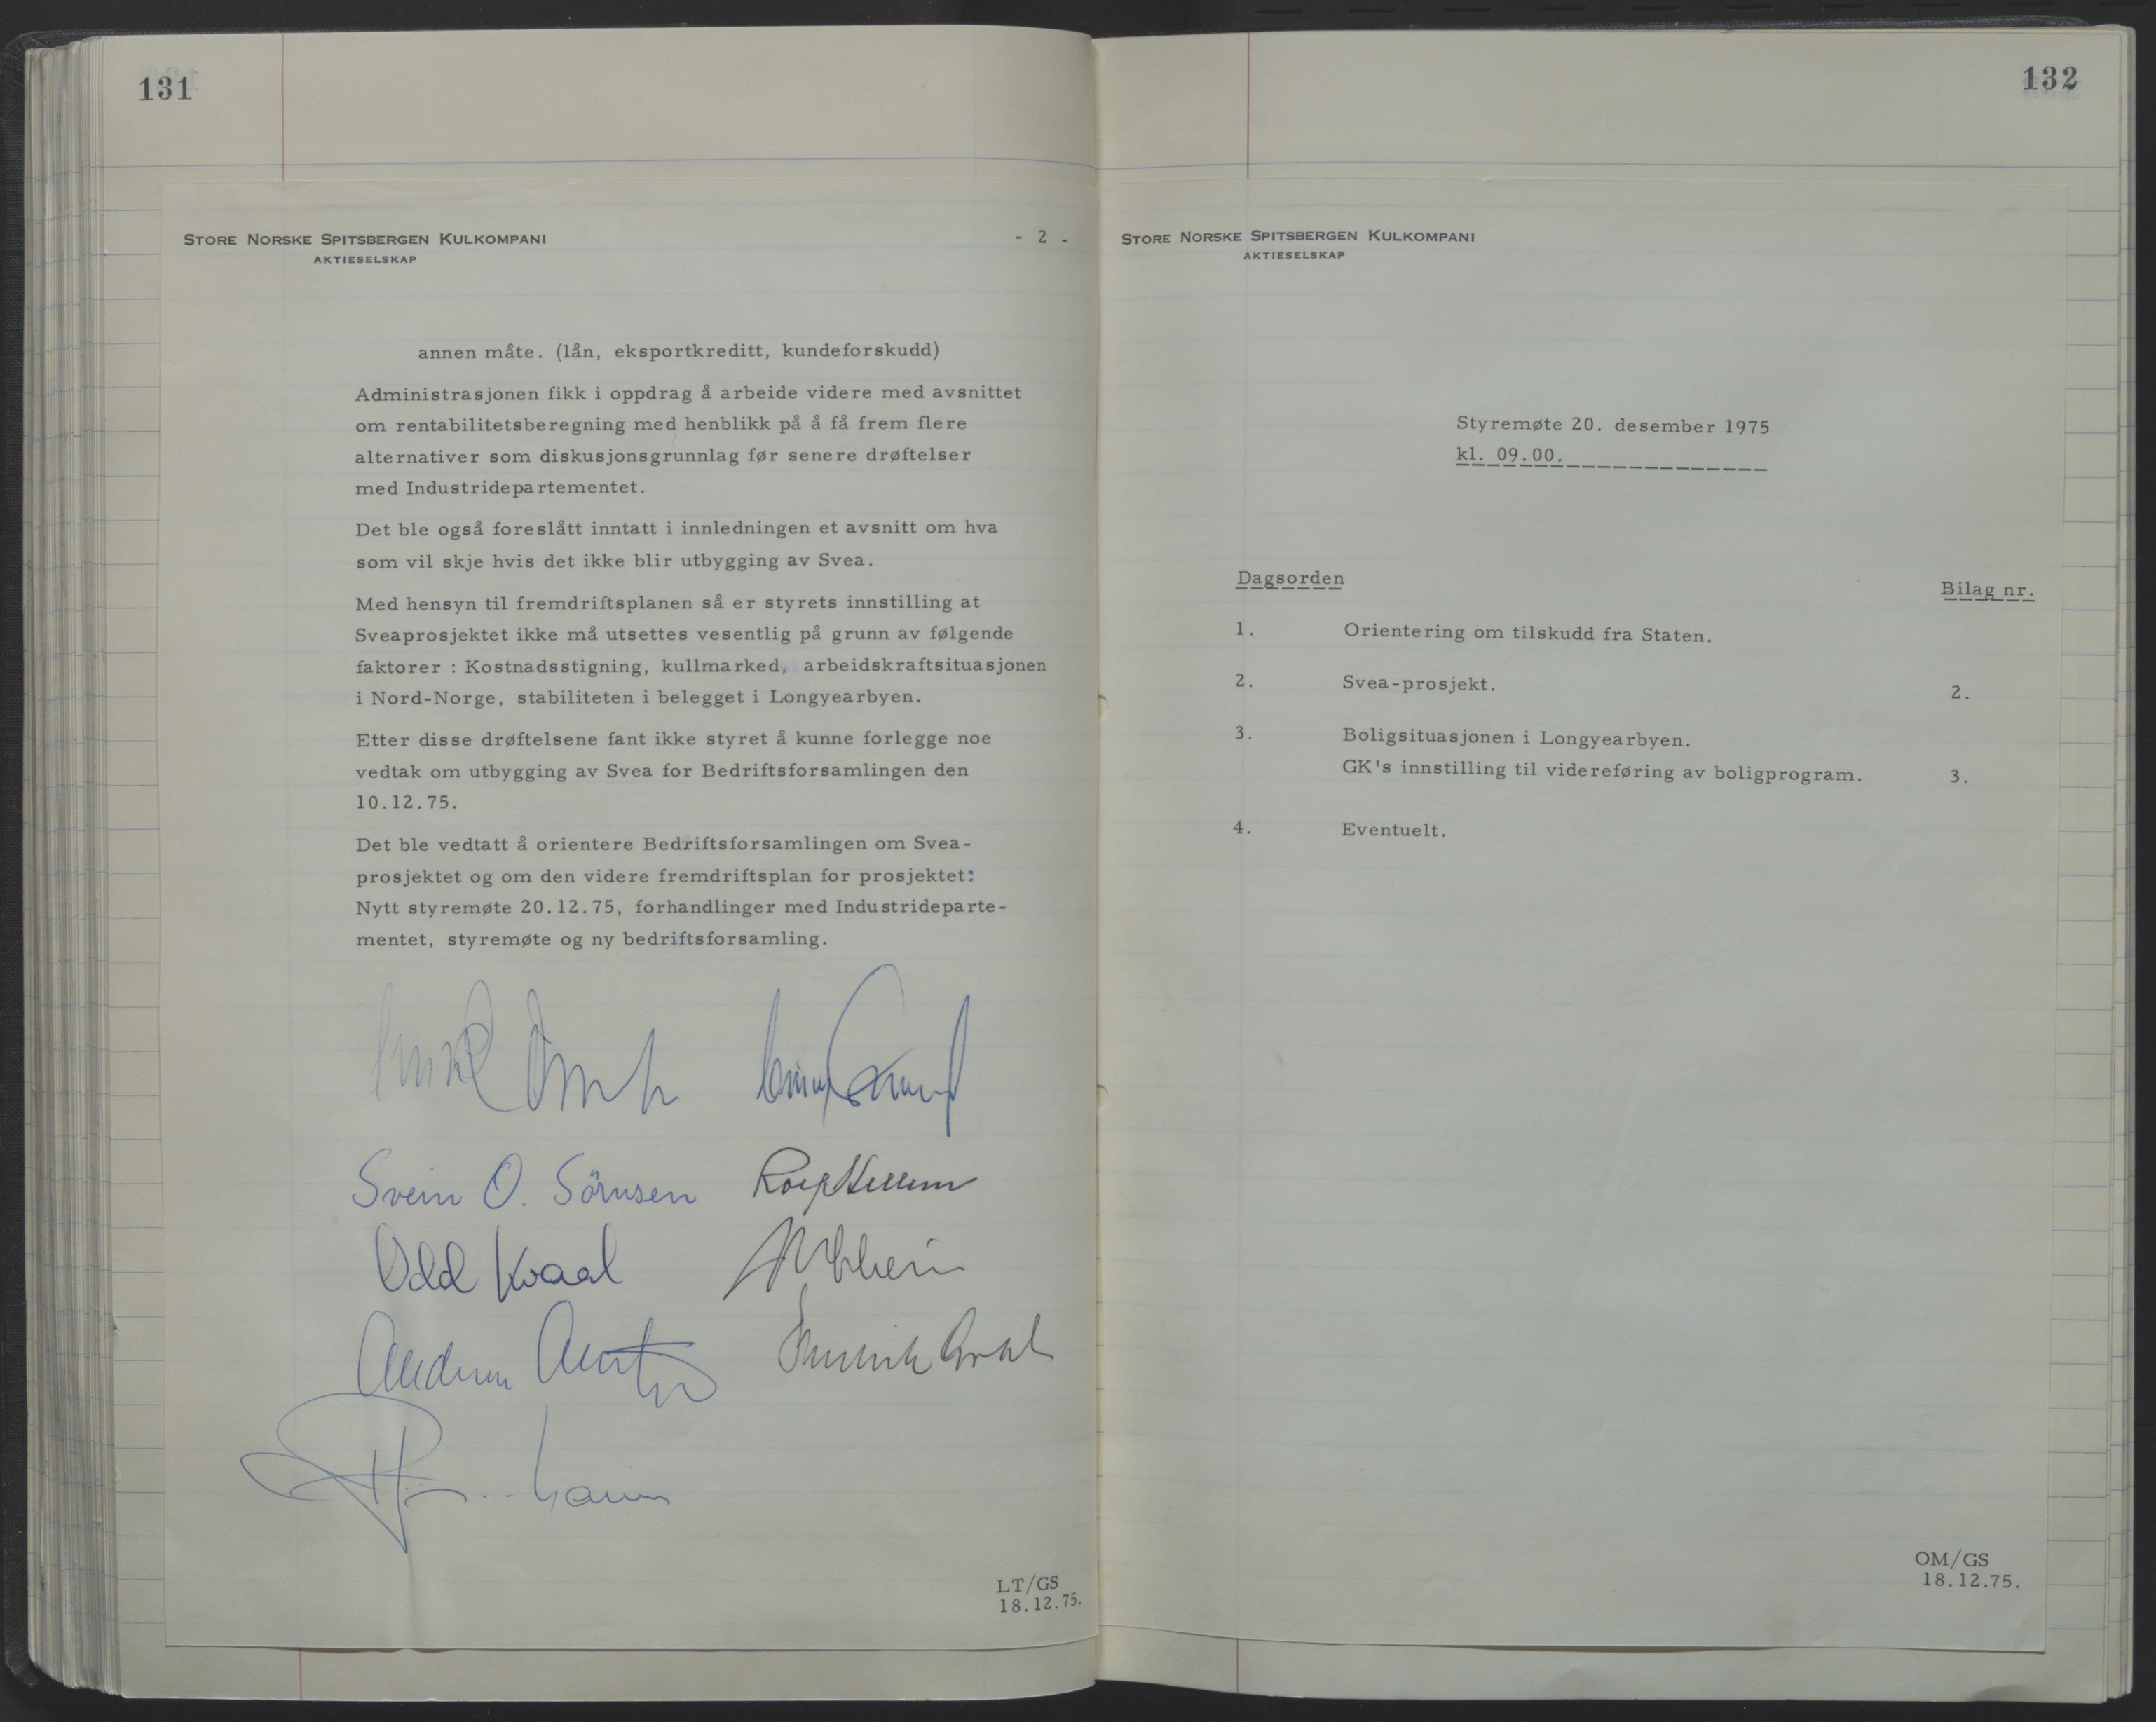 131
STORE NORSKE SPITSBERGEN KULKOMPANI
AKTIESELSKAP
- 2 -
annen måte. (lån, eksportkreditt, kundeforskudd)
Administrasjonen fikk i oppdrag å arbeide videre med avsnittet
om rentabilitetsberegning med henblikk på å få frem flere
alternativer som diskusjonsgrunnlag før senere drøftelser
med Industridepartementet.
Det ble også foreslått inntatt i innledningen et avsnitt om hva
som vil skje hvis det ikke blir utbygging av Svea.
Med hensyn til fremdriftsplanen så er styrets innstilling at
Sveaprosjektet ikke må utsettes vesentlig på grunn av følgende
faktorer : Kostnadsstigning, kullmarked, arbeidskraftsituasjonen
i Nord-Norge, stabiliteten i belegget i Longyearbyen.
Etter disse drøftelsene fant ikke styret å kunne forlegge noe
vedtak om utbygging av Svea for Bedriftsforsamlingen den
10.12.75.
Det ble vedtatt å orientere Bedriftsforsamlingen om Svea-
prosjektet og om den videre fremdriftsplan for prosjektet:
Nytt styremøte 20.12.75, forhandlinger med Industrideparte-
mentet, styremøte og ny bedriftsforsamling.
Svein O. Sörnsen
Odd Kvaal
LT/GS
18.12.75.
132
STORE NORSKE SPITSBERGEN KULKOMPANI
AKTIESELSKAP
Styremøte 20. desember 1975
kl. 09.00.
Dagsorden
Bilag nr.
1. Orientering om tilskudd fra Staten.
2. Svea-prosjekt. 2.
3. Boligsituasjonen i Longyearbyen.
GK's innstilling til videreføring av boligprogram. 3.
4. Eventuelt.
OM/GS
18.12.75.